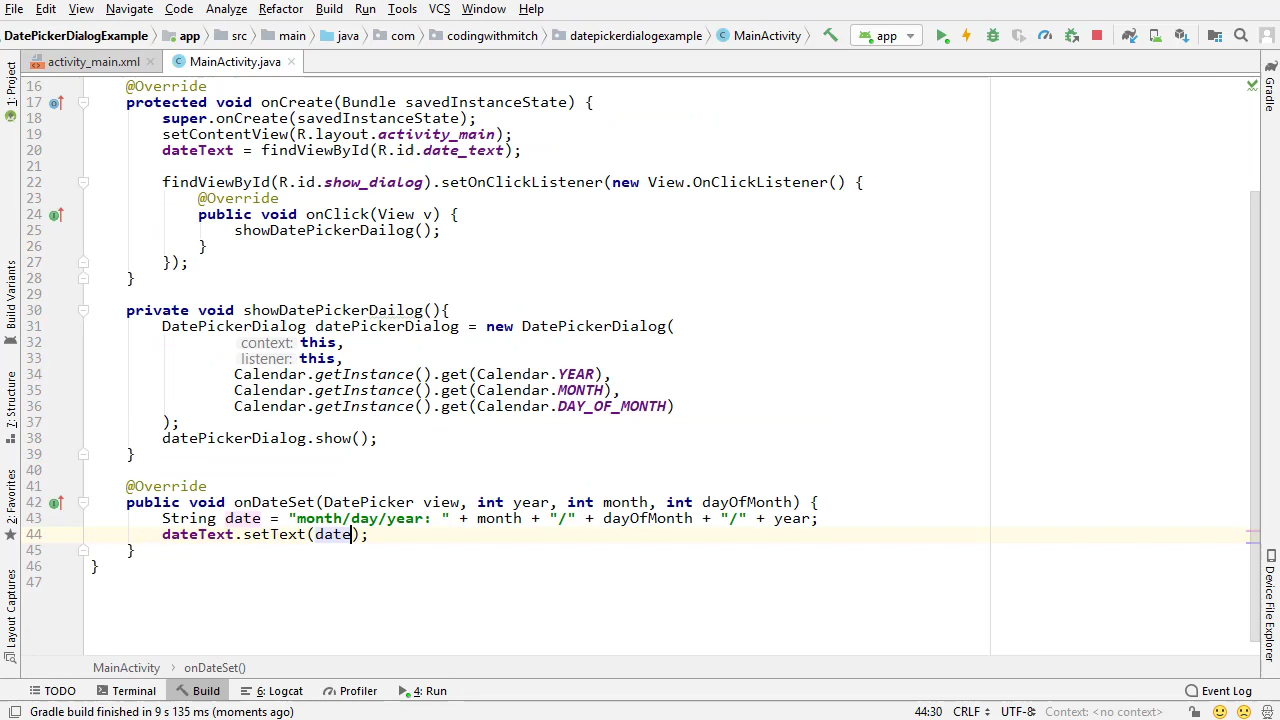 File Edit View Navigate Code Analyze Refactor Build Run Tools VCS Window Help
DatePickerDialogExample app src main java com codingwithmitch datepickerdialogexample MainActivity app
activity_main.xml MainActivity.java
1: Project
Build Variants
Z: Structure
2: Favorites
Layout Captures
16 @Override
17 protected void onCreate(Bundle savedInstanceState) {
18 super.onCreate(savedInstanceState);
19 setContentView(R.layout.activity_main);
20 dateText = findViewById(R.id.date_text);
21
22 findViewById(R.id.show_dialog).setOnClickListener(new View.OnClickListener() {
23 @Override
24 public void onClick(View v) {
25 showDatePickerDailog();
26 }
27 });
28 }
29
30 private void showDatePickerDailog(){
31 DatePickerDialog datePickerDialog = new DatePickerDialog(
32 context: this,
33 listener: this,
34 Calendar.getInstance().get(Calendar.YEAR),
35 Calendar.getInstance().get(Calendar.MONTH),
36 Calendar.getInstance().get(Calendar.DAY_OF_MONTH)
37 );
38 datePickerDialog.show();
39 }
40
41 @Override
42 public void onDateSet(DatePicker view, int year, int month, int dayOfMonth) {
43 String date = "month/day/year: " + month + "/" + dayOfMonth + "/" + year;
44 dateText.setText(date);
45 }
46 }
47
Gradle
Device File Explorer
MainActivity onDateSet()
TODO Terminal Build 6: Logcat Profiler 4: Run Event Log
Gradle build finished in 9 s 135 ms (moments ago) 44:30 CRLF UTF-8 Context: <no context>